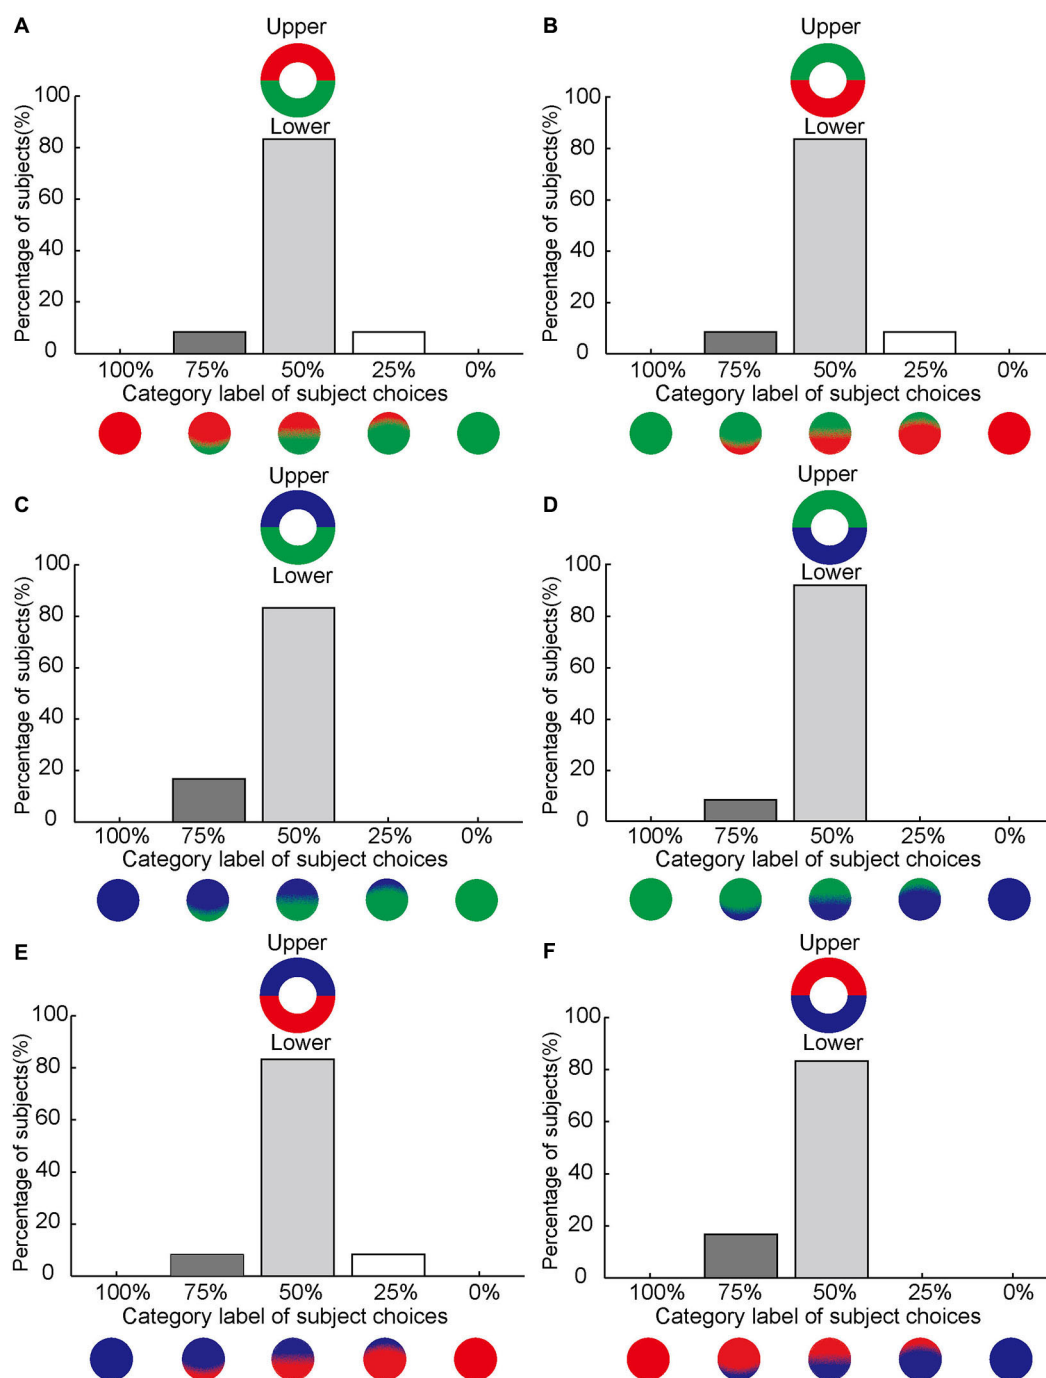 A
Upper
Lower
Percentage of subjects(%)
100
80
60
40
20
0
100% 75% 50% 25% 0%
Category label of subject choices
B
Upper
Lower
Percentage of subjects(%)
100
80
60
40
20
0
100% 75% 50% 25% 0%
Category label of subject choices
C
Upper
Lower
Percentage of subjects(%)
100
80
60
40
20
0
100% 75% 50% 25% 0%
Category label of subject choices
D
Upper
Lower
Percentage of subjects(%)
100
80
60
40
20
0
100% 75% 50% 25% 0%
Category label of subject choices
E
Upper
Lower
Percentage of subjects(%)
100
80
60
40
20
0
100% 75% 50% 25% 0%
Category label of subject choices
F
Upper
Lower
Percentage of subjects(%)
100
80
60
40
20
0
100% 75% 50% 25% 0%
Category label of subject choices